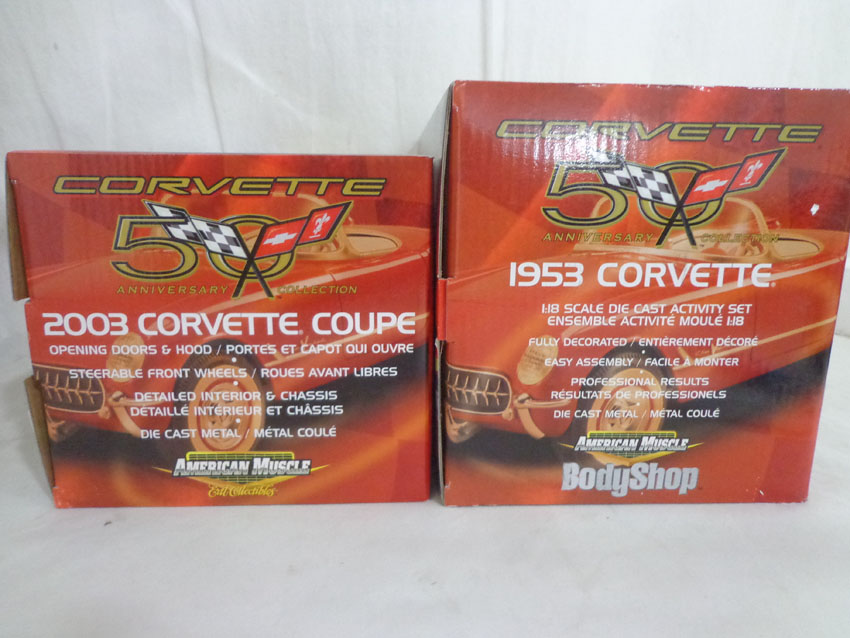 CORVETTE
50
ANNIVERSARY COLLECTION
2003 CORVETTE COUPE
OPENING DOORS & HOOD / PORTES ET CAPOT QUI OUVRE
STEERABLE FRONT WHEELS / ROUES AVANT LIBRES
DETAILED INTERIOR & CHASSIS
DÉTAILLÉ INTERIEUR ET CHÂSSIS
DIE CAST METAL / MÉTAL COULÉ
AMERICAN MUSCLE
Ertl Collectibles
CORVETTE
50
ANNIVERSARY COLLECTION
1953 CORVETTE®
1:18 SCALE DIE CAST ACTIVITY SET
ENSEMBLE ACTIVITÉ MOULÉ 1:18
FULLY DECORATED / ENTIÈREMENT DÉCORÉ
EASY ASSEMBLY / FACILE À MONTER
PROFESSIONAL RESULTS
RÉSULTATS DE PROFESSIONELS
DIE CAST METAL / MÉTAL COULÉ
AMERICAN MUSCLE
BodyShop™